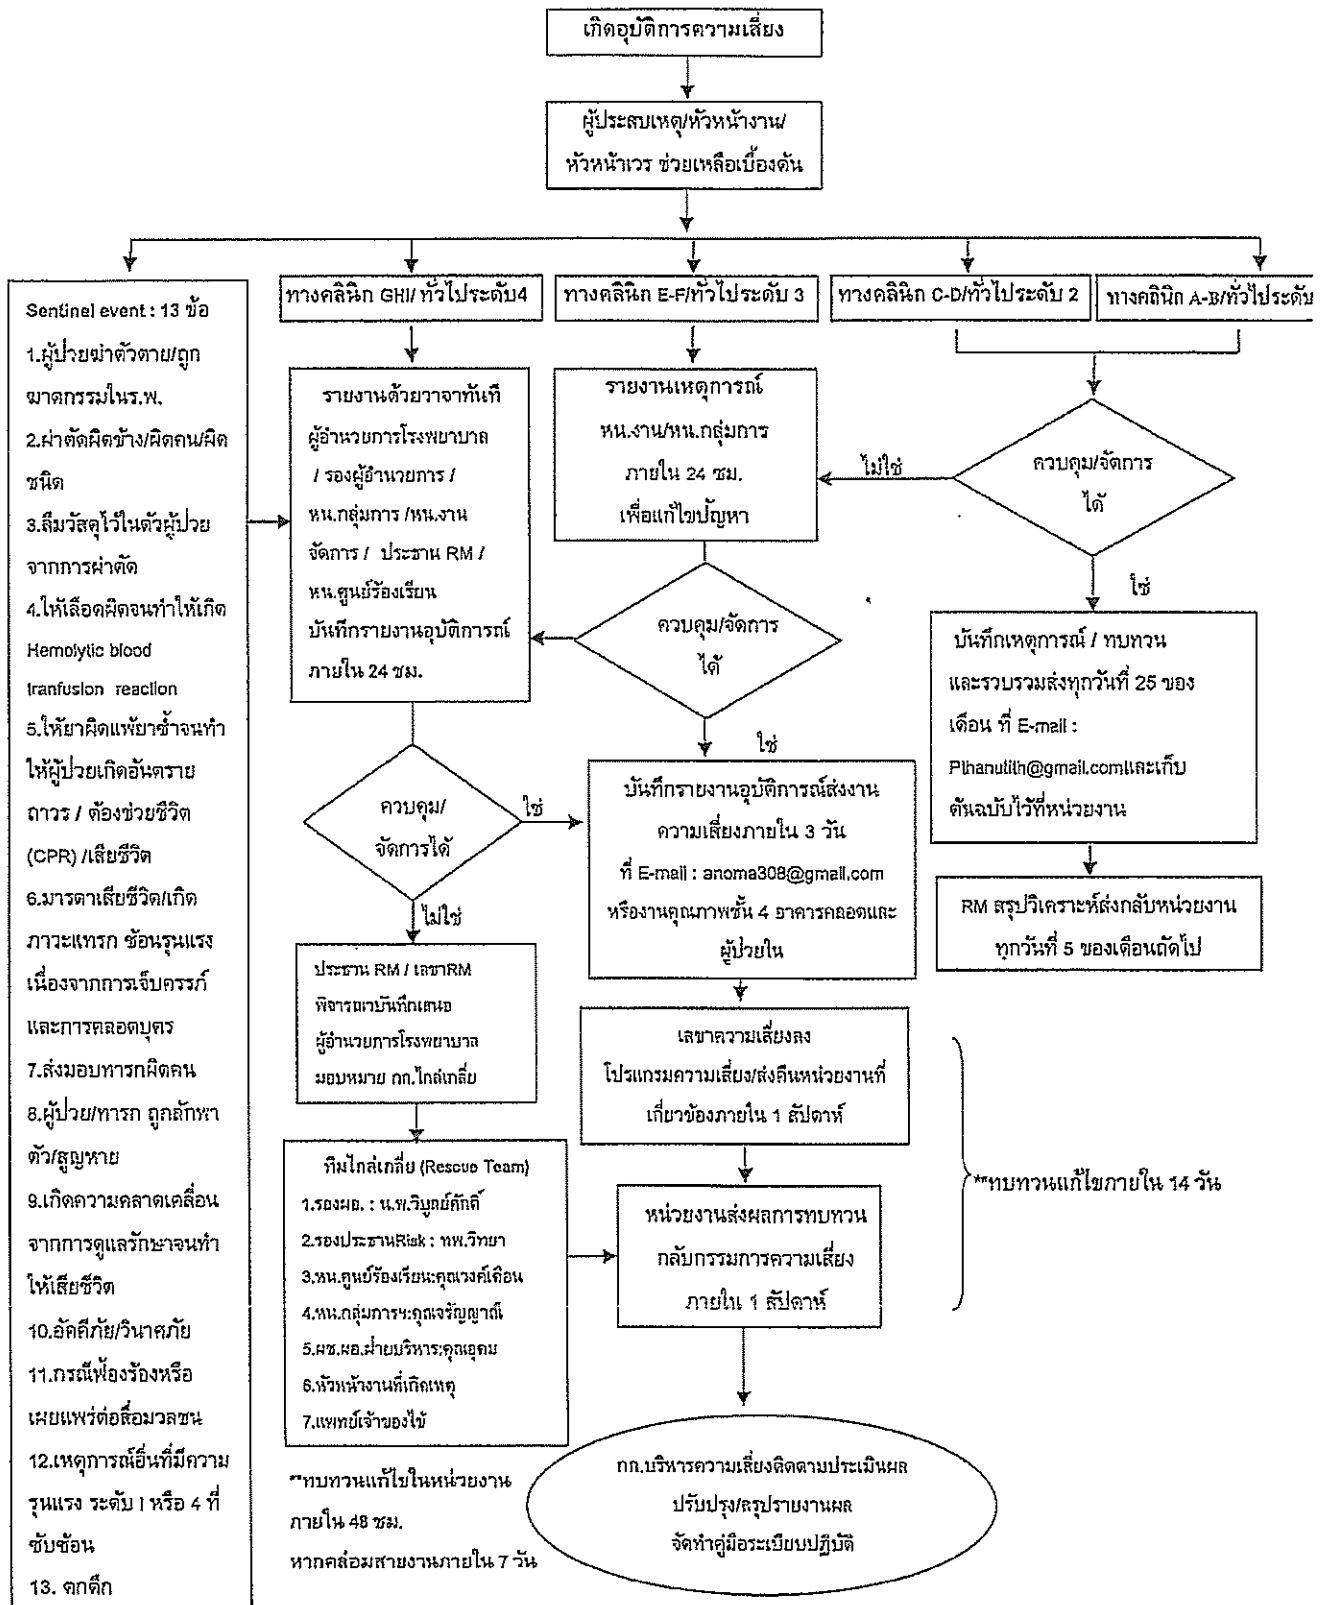 เกิดอุบัติการความเสี่ยง
ผู้ประสบเหตุ/หัวหน้างาน/
หัวหน้าเวร ช่วยเหลือเบื้องต้น
Sentinel event : 13 ข้อ
1.ผู้ป่วยฆ่าตัวตาย/ถูก
ฆาตกรรมในร.พ.
2.ผ่าตัดผิดข้าง/ผิดคน/ผิด
ชนิด
3.ลืมวัสดุไว้ในตัวผู้ป่วย
จากการผ่าตัด
4.ให้เลือดผิดจนทำให้เกิด
Hemolytic blood
tranfusion reaction
5.ให้ยาผิดแพ้ยาซ้ำจนทำ
ให้ผู้ป่วยเกิดอันตราย
ถาวร / ต้องช่วยชีวิต
(CPR) /เสียชีวิต
6.มารดาเสียชีวิต/เกิด
ภาวะแทรก ซ้อนรุนแรง
เนื่องจากการเจ็บครรภ์
และการคลอดบุตร
7.ส่งมอบทารกผิดคน
8.ผู้ป่วย/ทารก ถูกลักพา
ตัว/สูญหาย
9.เกิดความคลาดเคลื่อน
จากการดูแลรักษาจนทำ
ให้เสียชีวิต
10.อัคคีภัย/วินาศภัย
11.กรณีฟ้องร้องหรือ
เผยแพร่ต่อสื่อมวลชน
12.เหตุการณ์อื่นที่มีความ
รุนแรง ระดับ I หรือ 4 ที่
ซับซ้อน
13. ตกตึก
ทางคลินิก GHI/ ทั่วไประดับ4
รายงานด้วยวาจาทันที
ผู้อำนวยการโรงพยาบาล
/ รองผู้อำนวยการ /
หน.กลุ่มการ /หน.งาน
จัดการ / ประธาน RM /
หน.ศูนย์ร้องเรียน
บันทึกรายงานอุบัติการณ์
ภายใน 24 ชม.
ควบคุม/
จัดการได้
ใช่
ไม่ใช่
ประธาน RM / เลขาRM
พิจารณาบันทึกเสนอ
ผู้อำนวยการโรงพยาบาล
มอบหมาย กก.ไกล่เกลี่ย
ทีมไกล่เกลี่ย (Rescue Team)
1.รองผอ. : น.พ.วิบูลย์ศักดิ์
2.รองประธานRisk : ทพ.วิทยา
3.หน.ศูนย์ร้องเรียน:คุณวงค์เดือน
4.หน.กลุ่มการฯ:คุณจรัญญาณ์
5.ผช.ผอ.ฝ่ายบริหาร:คุณอุดม
6.หัวหน้างานที่เกิดเหตุ
7.แพทย์เจ้าของไข้
**ทบทวนแก้ไขในหน่วยงาน
ภายใน 48 ชม.
หากคล่อมสายงานภายใน 7 วัน
ทางคลินิก E-F/ทั่วไประดับ 3
รายงานเหตุการณ์
หน.งาน/หน.กลุ่มการ
ภายใน 24 ชม.
เพื่อแก้ไขปัญหา
ควบคุม/จัดการ
ได้
ใช่
บันทึกรายงานอุบัติการณ์ส่งงาน
ความเสี่ยงภายใน 3 วัน
ที่ E-mail : anoma308@gmail.com
หรืองานคุณภาพชั้น 4 อาคารคลอดและ
ผู้ป่วยใน
เลขาความเสี่ยงลง
โปรแกรมความเสี่ยง/ส่งคืนหน่วยงานที่
เกี่ยวข้องภายใน 1 สัปดาห์
หน่วยงานส่งผลการทบทวน
กลับกรรมการความเสี่ยง
ภายใน 1 สัปดาห์
**ทบทวนแก้ไขภายใน 14 วัน
กก.บริหารความเสี่ยงติดตามประเมินผล
ปรับปรุง/สรุปรายงานผล
จัดทำคู่มือระเบียบปฏิบัติ
ทางคลินิก C-D/ทั่วไประดับ 2
ทางคลินิก A-B/ทั่วไประดับ
ควบคุม/จัดการ
ได้
ไม่ใช่
ใช่
บันทึกเหตุการณ์ / ทบทวน
และรวบรวมส่งทุกวันที่ 25 ของ
เดือน ที่ E-mail :
Pthanutith@gmail.comและเก็บ
ต้นฉบับไว้ที่หน่วยงาน
RM สรุปวิเคราะห์ส่งกลับหน่วยงาน
ทุกวันที่ 5 ของเดือนถัดไป